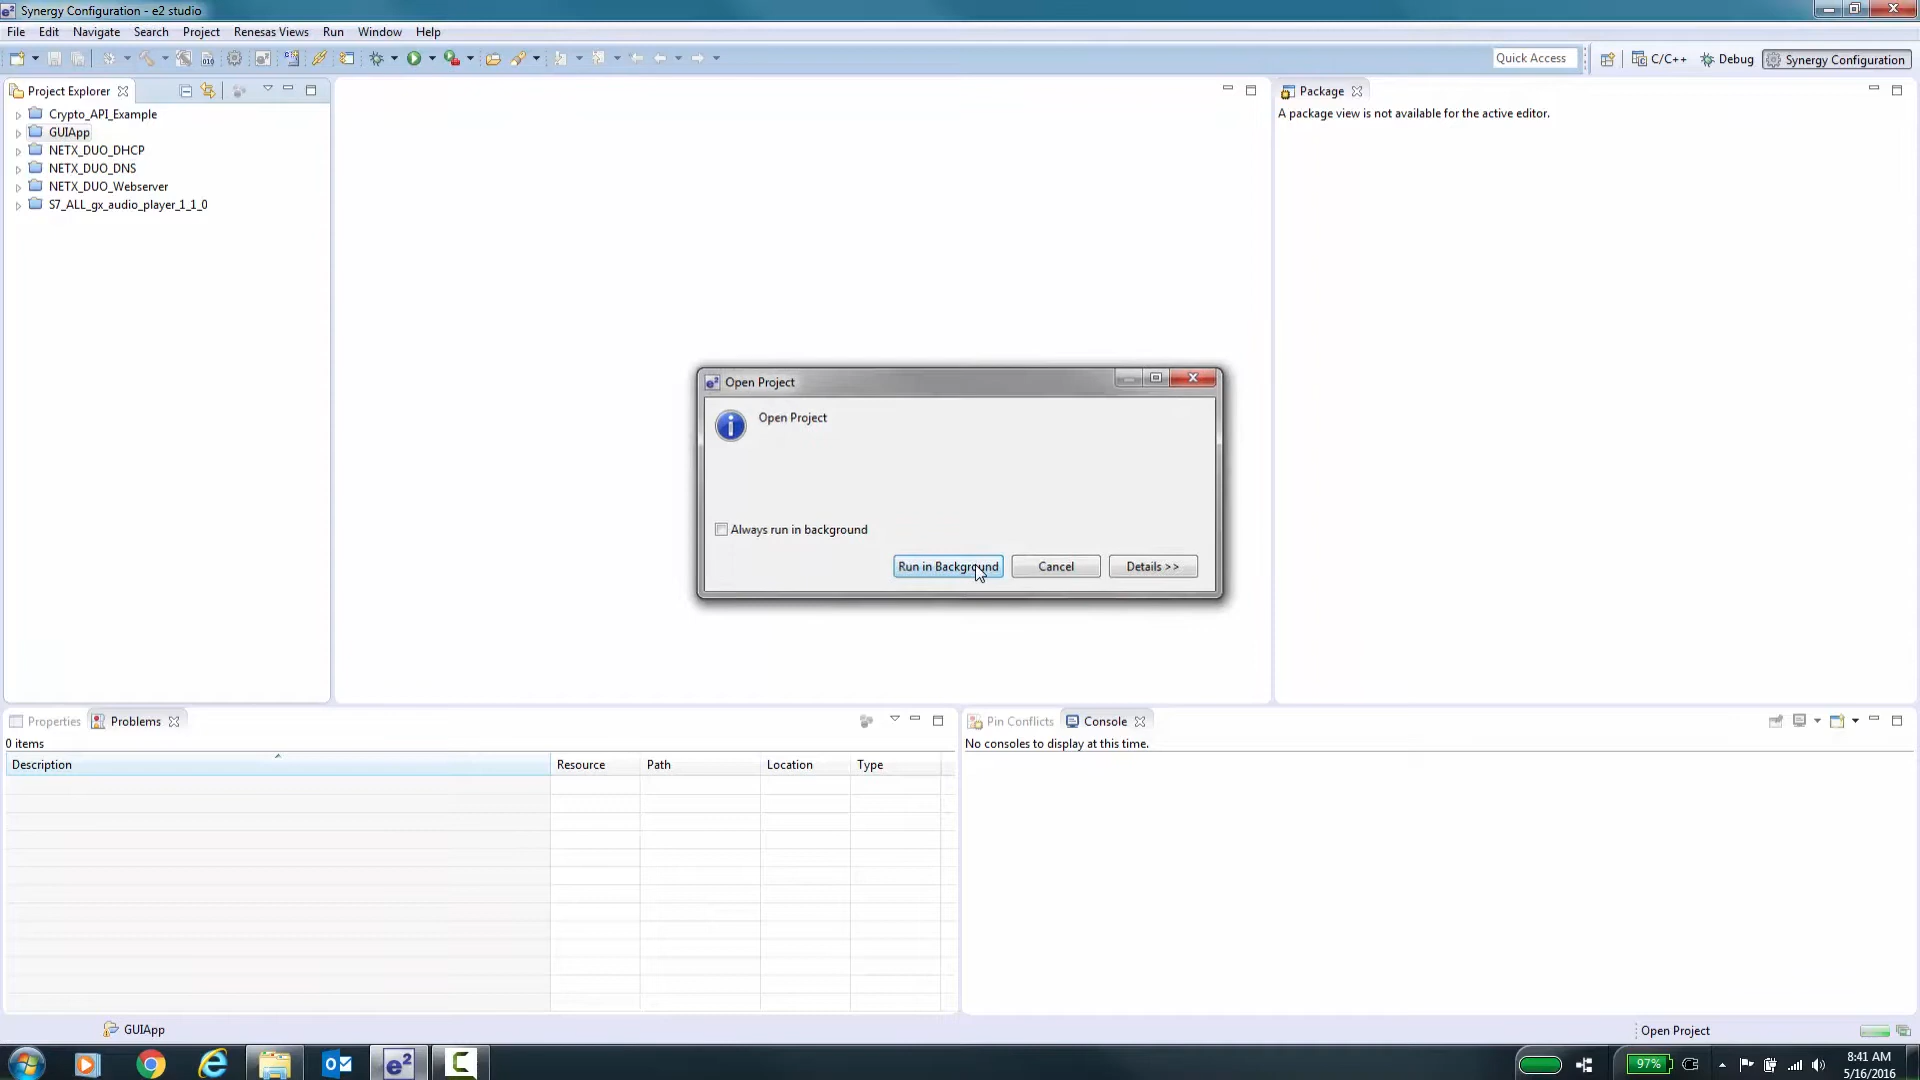 Synergy Configuration - e2 studio
File Edit Navigate Search Project Renesas Views Run Window Help
Quick Access C/C++ Debug Synergy Configuration
Project Explorer
Crypto_API_Example
GUIApp
NETX_DUO_DHCP
NETX_DUO_DNS
NETX_DUO_Webserver
S7_ALL_gx_audio_player_1_1_0
Package
A package view is not available for the active editor.
Open Project
Open Project
Always run in background
Run in Background Cancel Details >>
Properties Problems
0 items
Description Resource Path Location Type
Pin Conflicts Console
No consoles to display at this time.
GUIApp
Open Project
97%
8:41 AM
5/16/2016